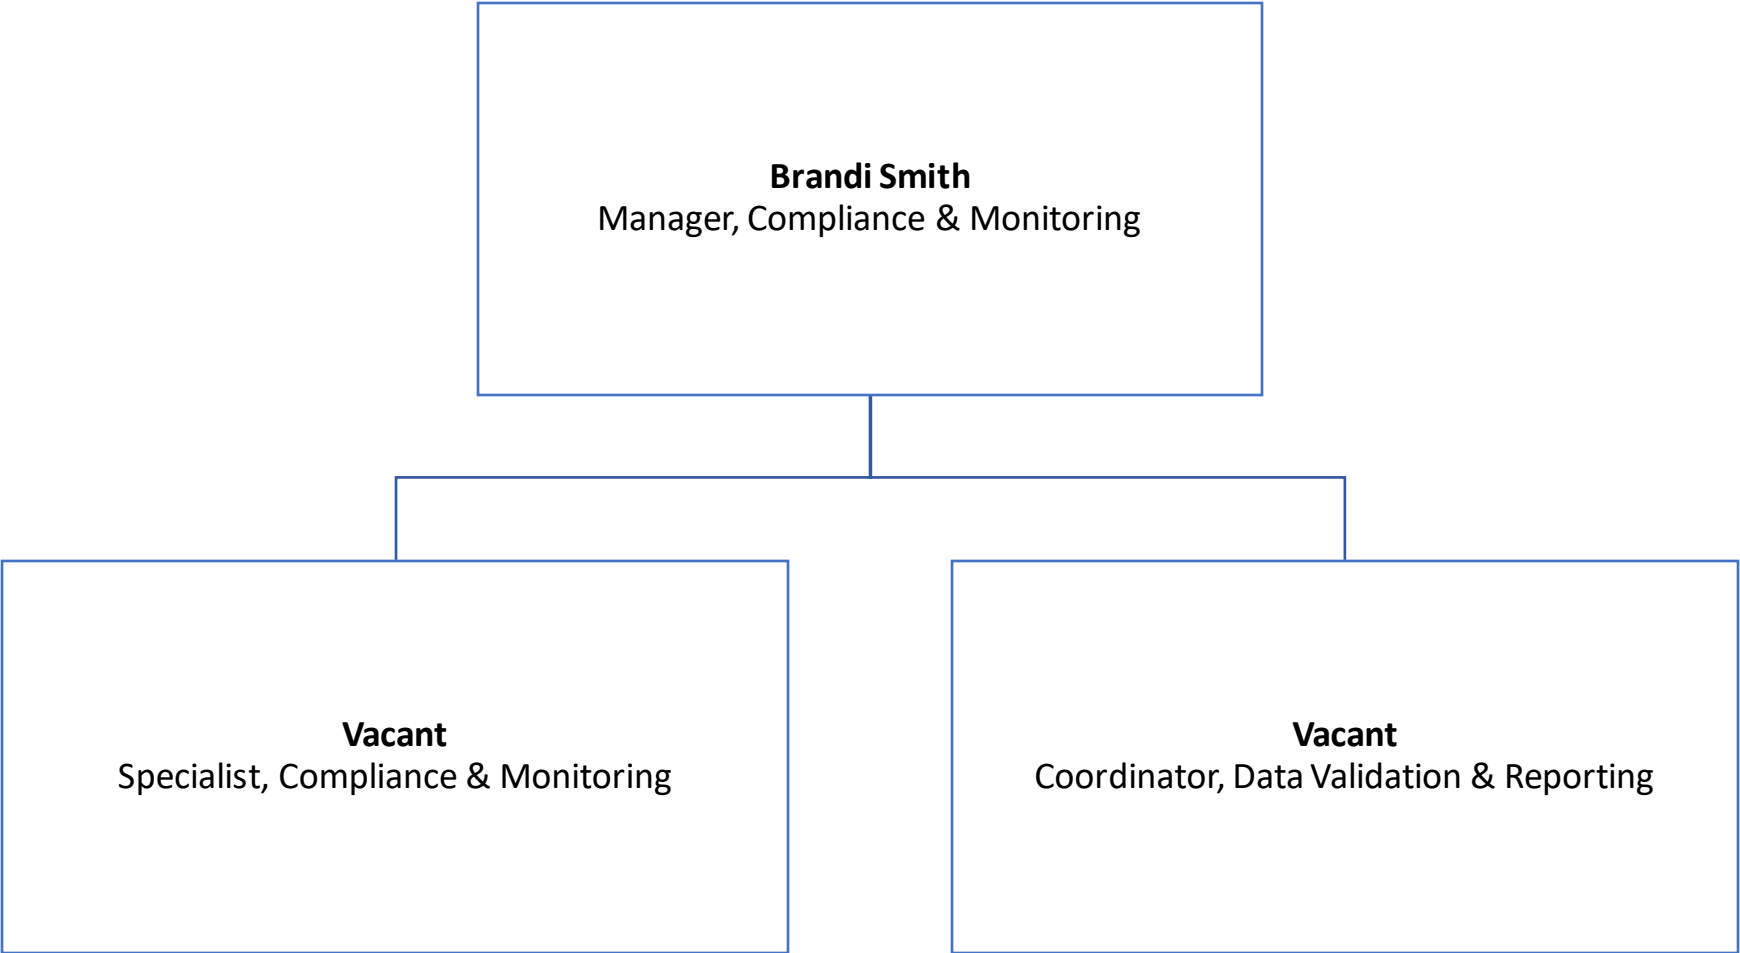 Brandi Smith
Manager, Compliance & Monitoring
Vacant
Specialist, Compliance & Monitoring
Vacant
Coordinator, Data Validation & Reporting